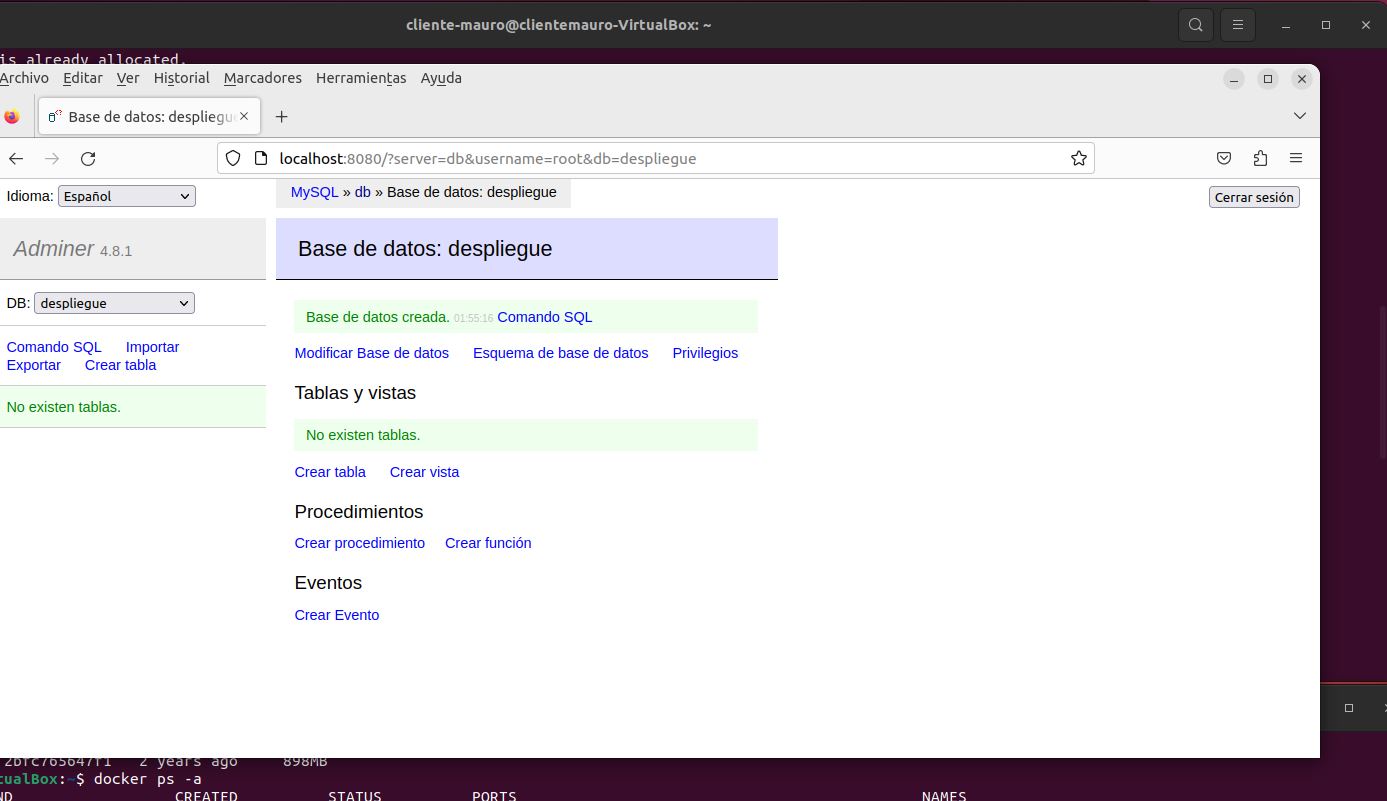 cliente-mauro@clientemauro-VirtualBox: ~
is already allocated.
Archivo Editar Ver Historial Marcadores Herramientas Ayuda
Base de datos: despliegue
localhost:8080/?server=db&username=root&db=despliegue
Idioma: Español
MySQL » db » Base de datos: despliegue
Cerrar sesión
Adminer 4.8.1
Base de datos: despliegue
DB: despliegue
Base de datos creada. 01:55:16 Comando SQL
Comando SQL Importar
Exportar Crear tabla
Modificar Base de datos Esquema de base de datos Privilegios
No existen tablas.
Tablas y vistas
No existen tablas.
Crear tabla Crear vista
Procedimientos
Crear procedimiento Crear función
Eventos
Crear Evento
2bfc765647f1 2 years ago 898MB
tualBox:~$ docker ps -a
ND CREATED STATUS PORTS NAMES